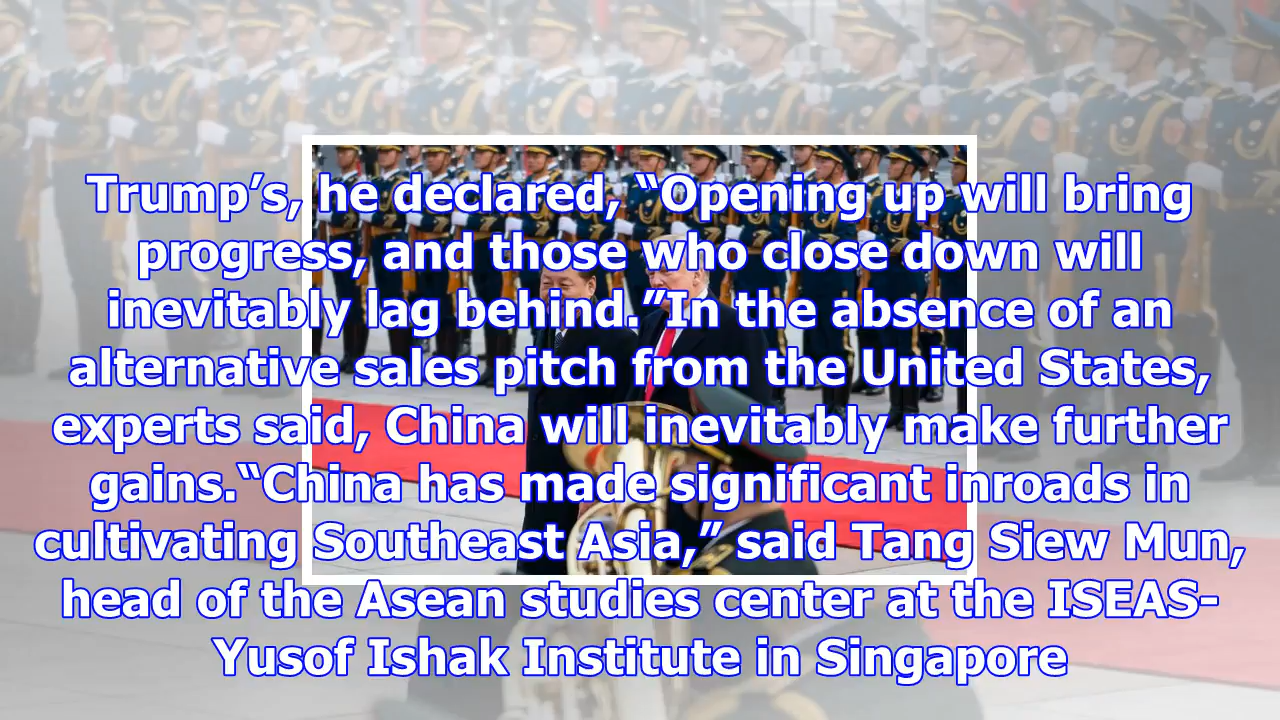 Trump’s, he declared, “Opening up will bring
progress, and those who close down will
inevitably lag behind.”In the absence of an
alternative sales pitch from the United States,
experts said, China will inevitably make further
gains.“China has made significant inroads in
cultivating Southeast Asia,” said Tang Siew Mun,
head of the Asean studies center at the ISEAS-
Yusof Ishak Institute in Singapore